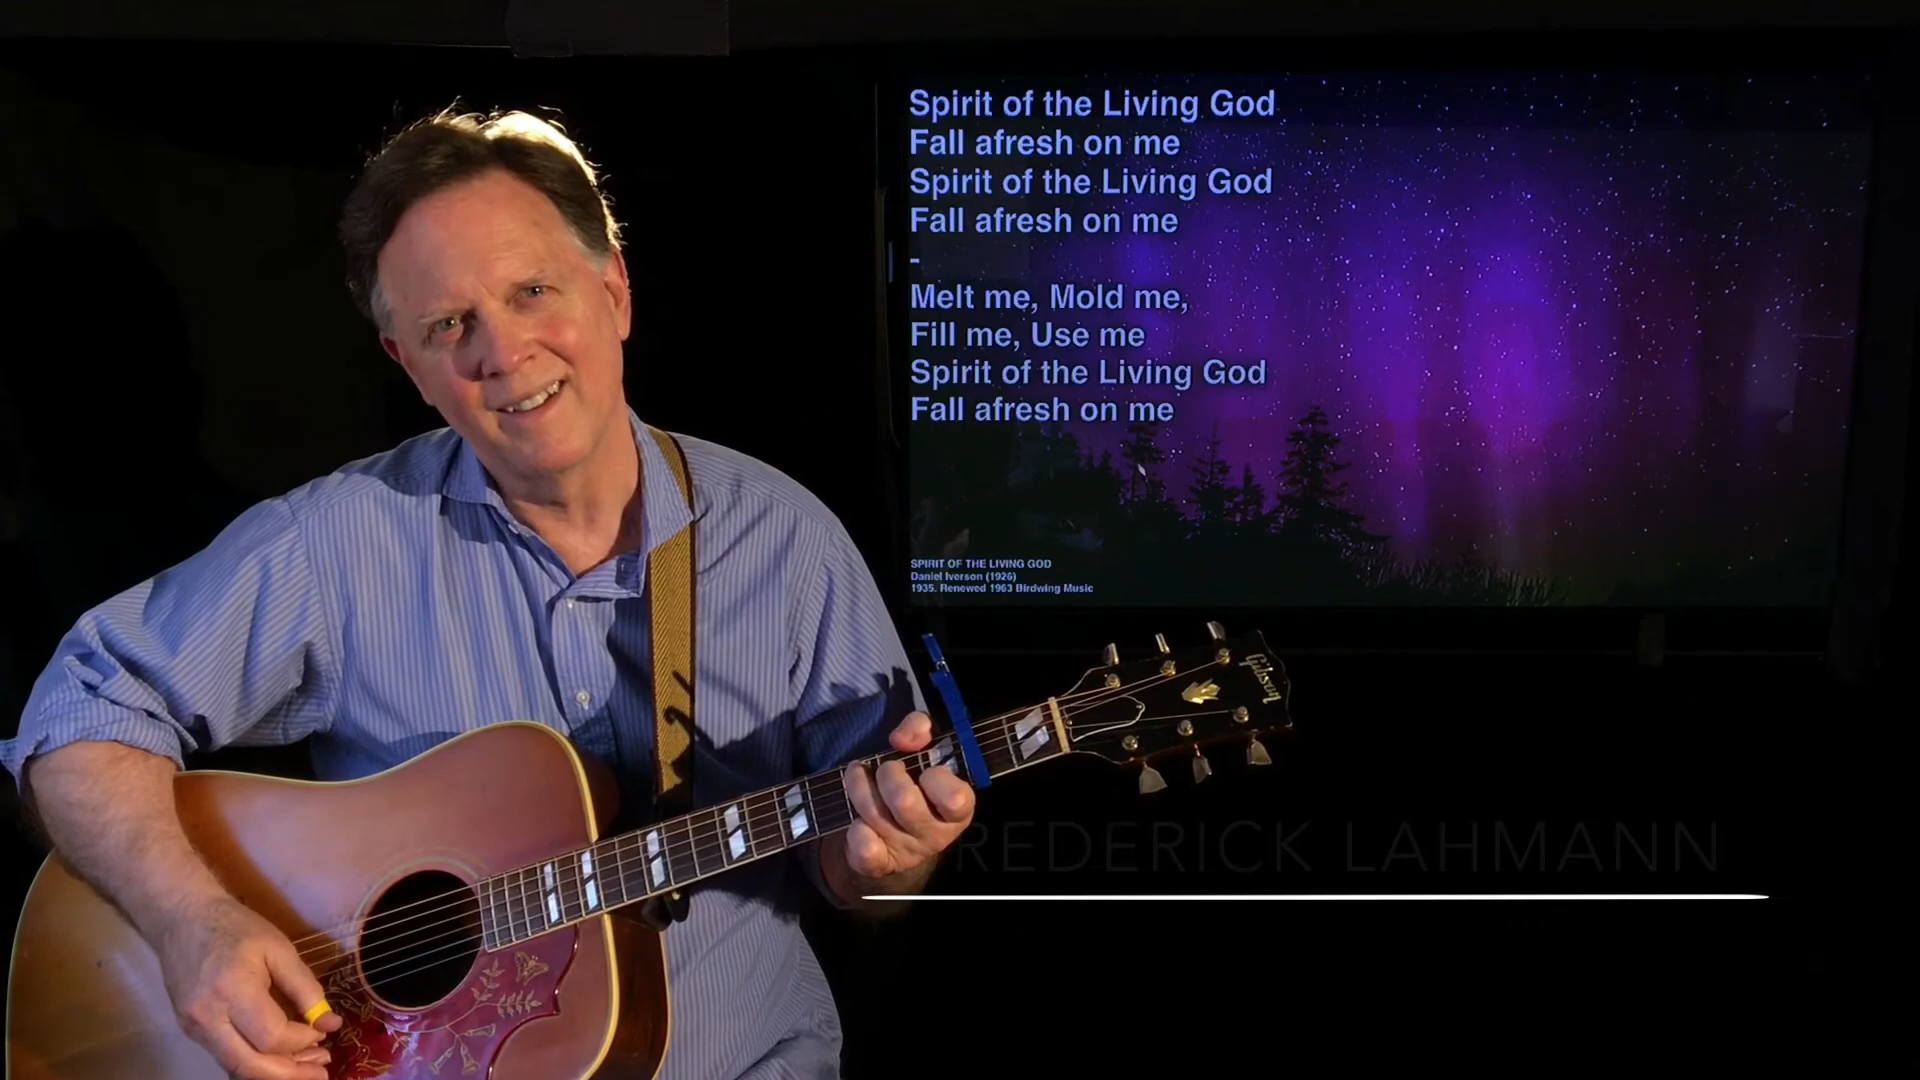 Spirit of the Living God
Fall afresh on me
Spirit of the Living God
Fall afresh on me
-
Melt me, Mold me,
Fill me, Use me
Spirit of the Living God
Fall afresh on me
SPIRIT OF THE LIVING GOD
Daniel Iverson (1926)
1935. Renewed 1963 Birdwing Music
Gibson
REDERICK LAHMANN